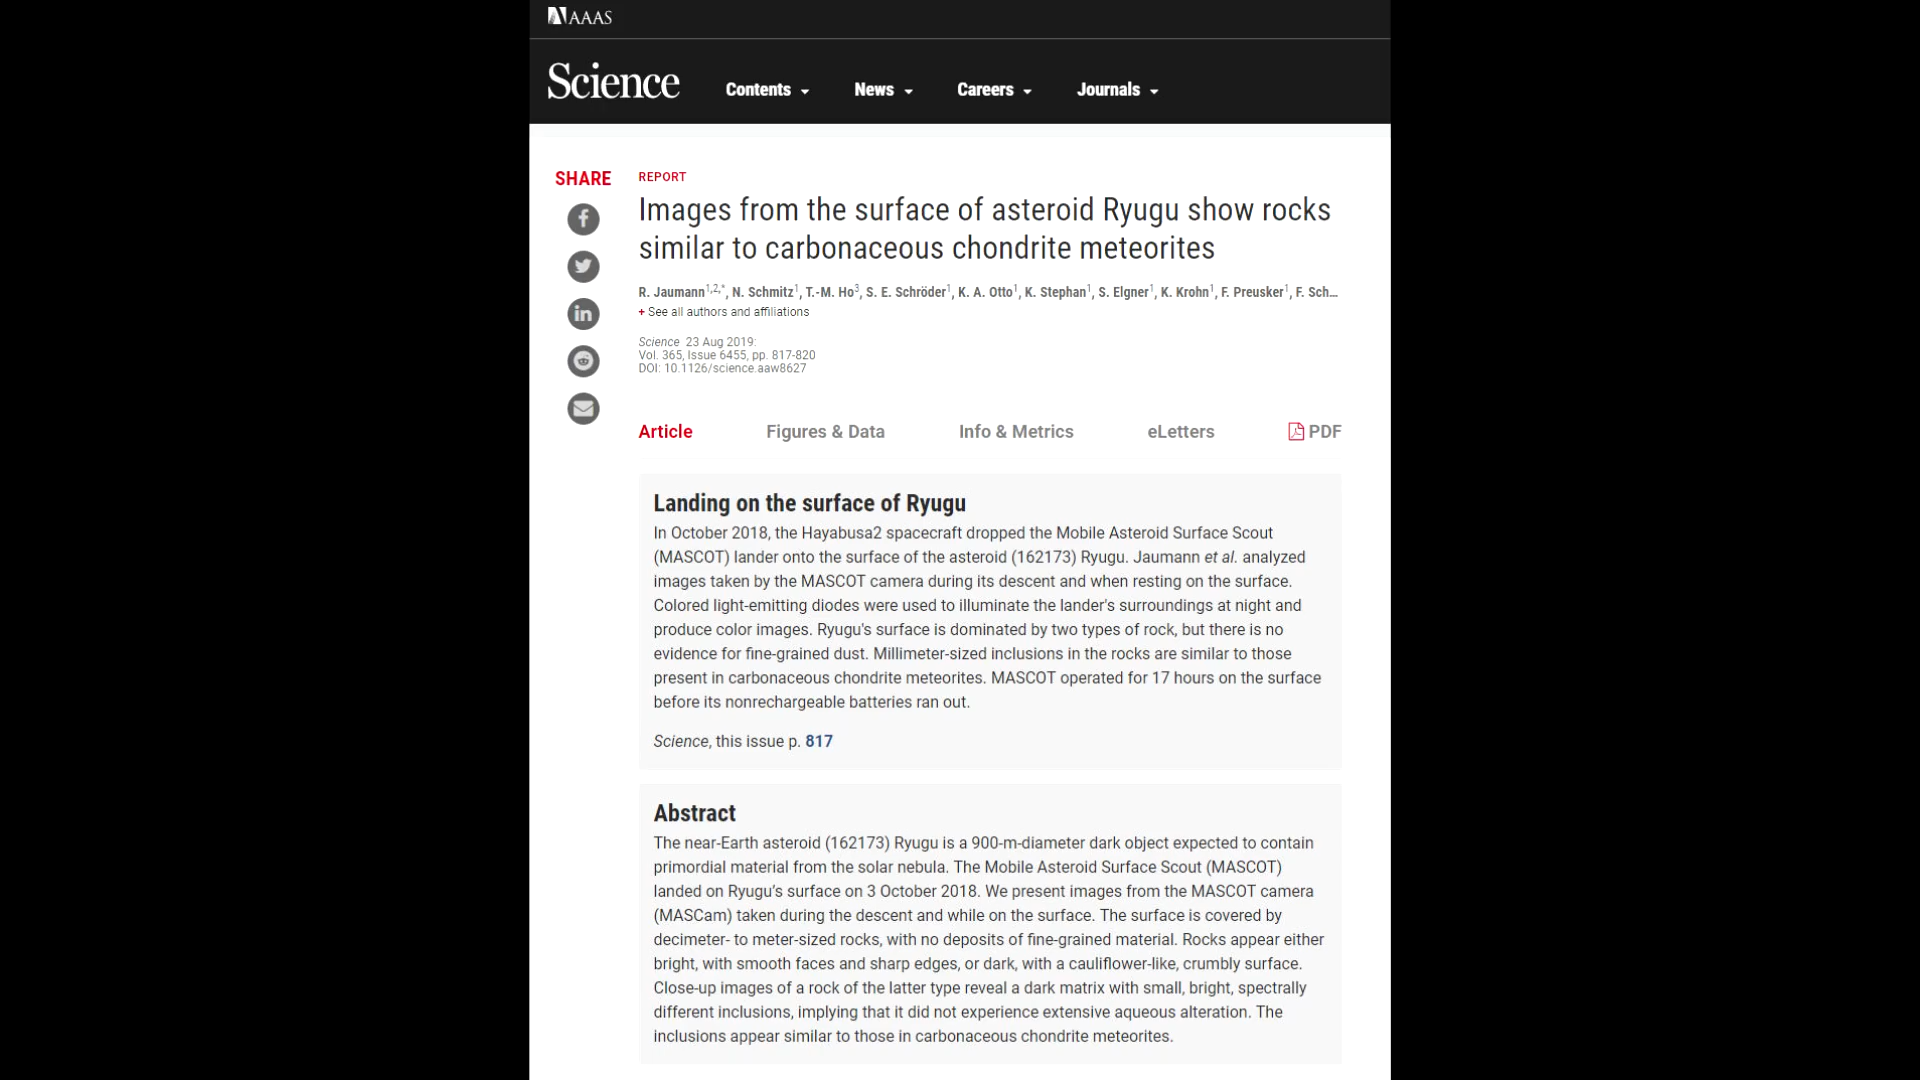 AAAS
Science
Contents
News
Careers
Journals
SHARE
REPORT
Images from the surface of asteroid Ryugu show rocks
similar to carbonaceous chondrite meteorites
R. Jaumann1,2,*, N. Schmitz1, T.-M. Ho3, S. E. Schröder1, K. A. Otto1, K. Stephan1, S. Elgner1, K. Krohn1, F. Preusker1, F. Sch...
+ See all authors and affiliations
Science 23 Aug 2019:
Vol. 365, Issue 6455, pp. 817-820
DOI: 10.1126/science.aaw8627
Article
Figures & Data
Info & Metrics
eLetters
PDF
Landing on the surface of Ryugu
In October 2018, the Hayabusa2 spacecraft dropped the Mobile Asteroid Surface Scout
(MASCOT) lander onto the surface of the asteroid (162173) Ryugu. Jaumann et al. analyzed
images taken by the MASCOT camera during its descent and when resting on the surface.
Colored light-emitting diodes were used to illuminate the lander's surroundings at night and
produce color images. Ryugu's surface is dominated by two types of rock, but there is no
evidence for fine-grained dust. Millimeter-sized inclusions in the rocks are similar to those
present in carbonaceous chondrite meteorites. MASCOT operated for 17 hours on the surface
before its nonrechargeable batteries ran out.
Science, this issue p. 817
Abstract
The near-Earth asteroid (162173) Ryugu is a 900-m-diameter dark object expected to contain
primordial material from the solar nebula. The Mobile Asteroid Surface Scout (MASCOT)
landed on Ryugu's surface on 3 October 2018. We present images from the MASCOT camera
(MASCam) taken during the descent and while on the surface. The surface is covered by
decimeter- to meter-sized rocks, with no deposits of fine-grained material. Rocks appear either
bright, with smooth faces and sharp edges, or dark, with a cauliflower-like, crumbly surface.
Close-up images of a rock of the latter type reveal a dark matrix with small, bright, spectrally
different inclusions, implying that it did not experience extensive aqueous alteration. The
inclusions appear similar to those in carbonaceous chondrite meteorites.